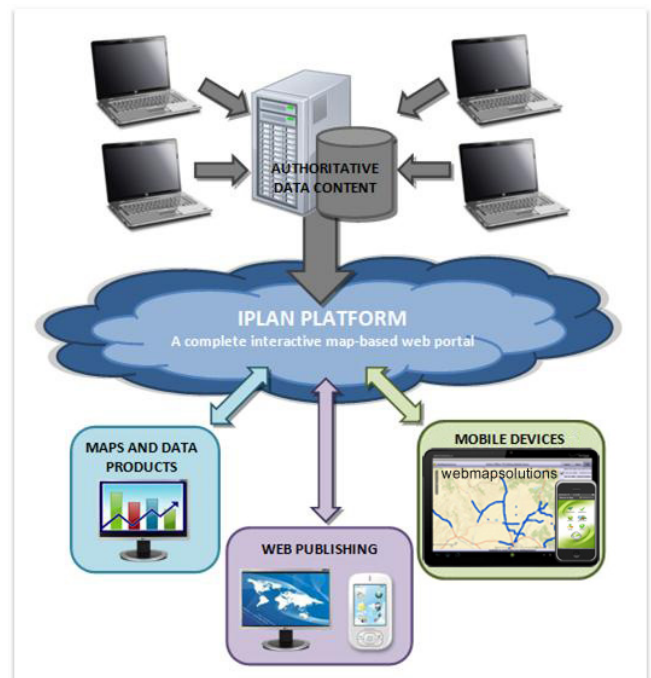 AUTHORITATIVE
DATA CONTENT
IPLAN PLATFORM
A complete interactive map-based web portal
MAPS AND DATA
PRODUCTS
WEB PUBLISHING
MOBILE DEVICES
webmapsolutions